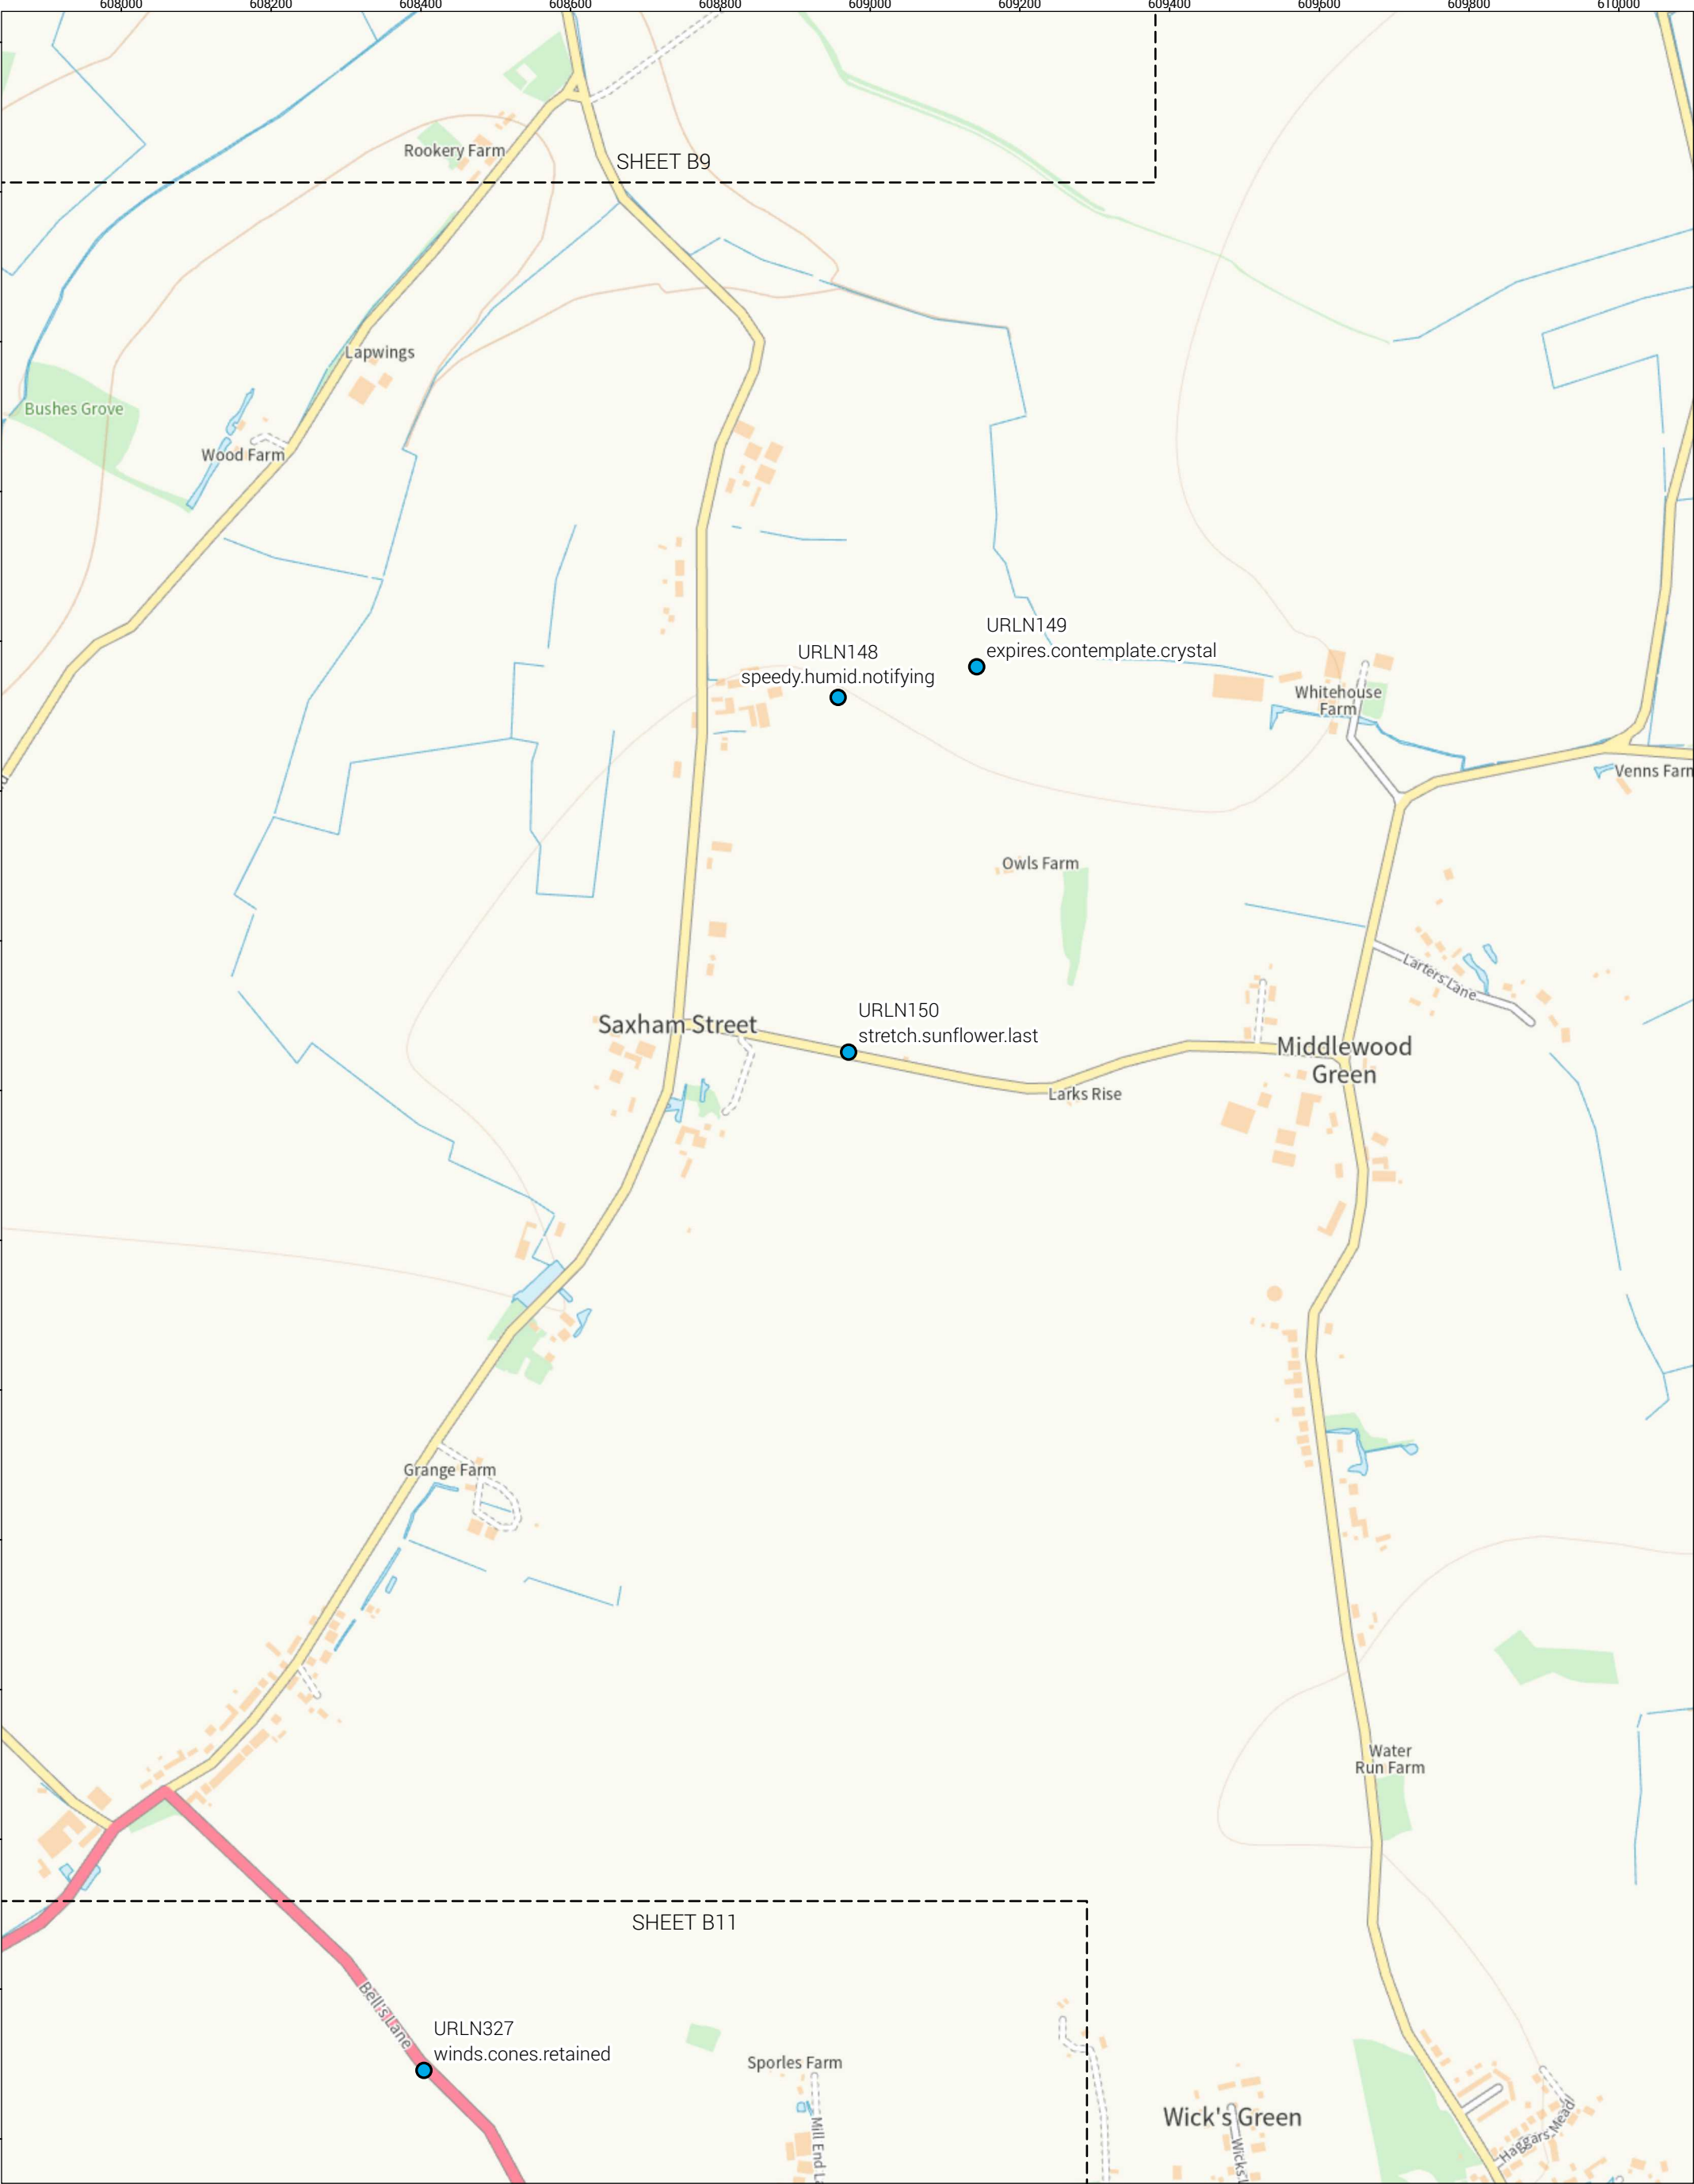 608000 608200 608400 608600 608800 609000 609200 609400 609600 609800 610000
Rookery Farm
SHEET B9
Lapwings
Bushes Grove
Wood Farm
URLN149
expires.contemplate.crystal
URLN148
speedy.humid.notifying
Whitehouse
Farm
Venns Farm
Owls Farm
Larters Lane
URLN150
stretch.sunflower.last
Saxham Street
Middlewood
Green
Larks Rise
Grange Farm
Water
Run Farm
SHEET B11
Bells Lane
URLN327
winds.cones.retained
Sporles Farm
Mill End La
Wick's Green
Wicks L
Haggars Mead